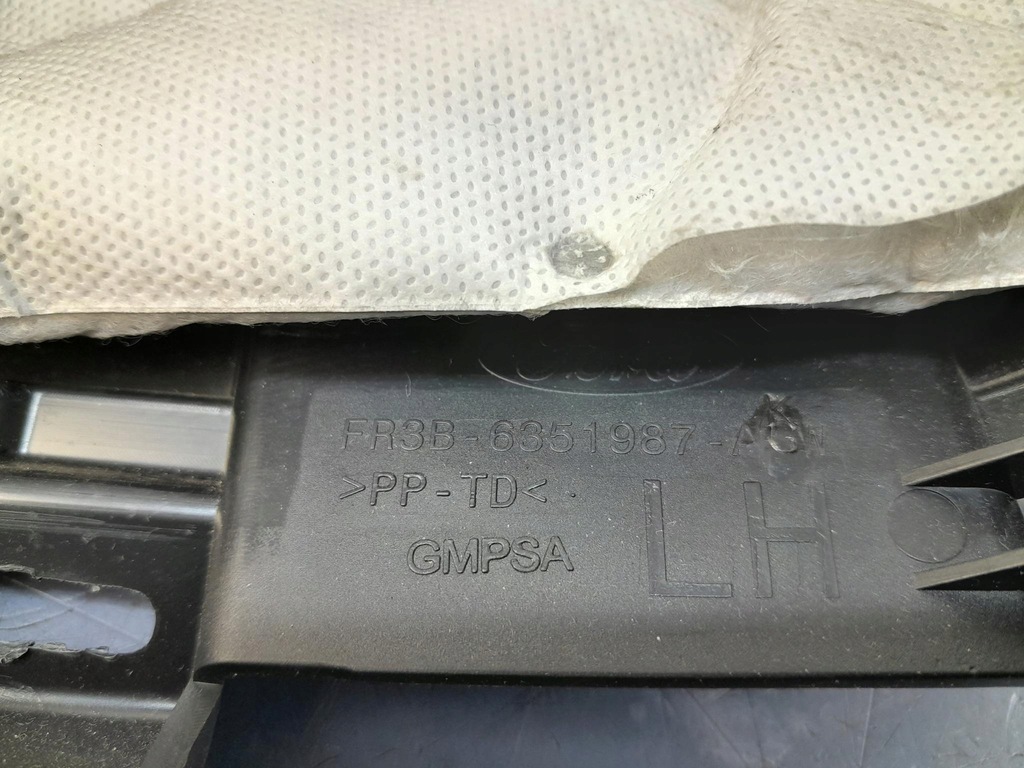 FR3B-6351987-
>PP-TD<
GMPSA
LH